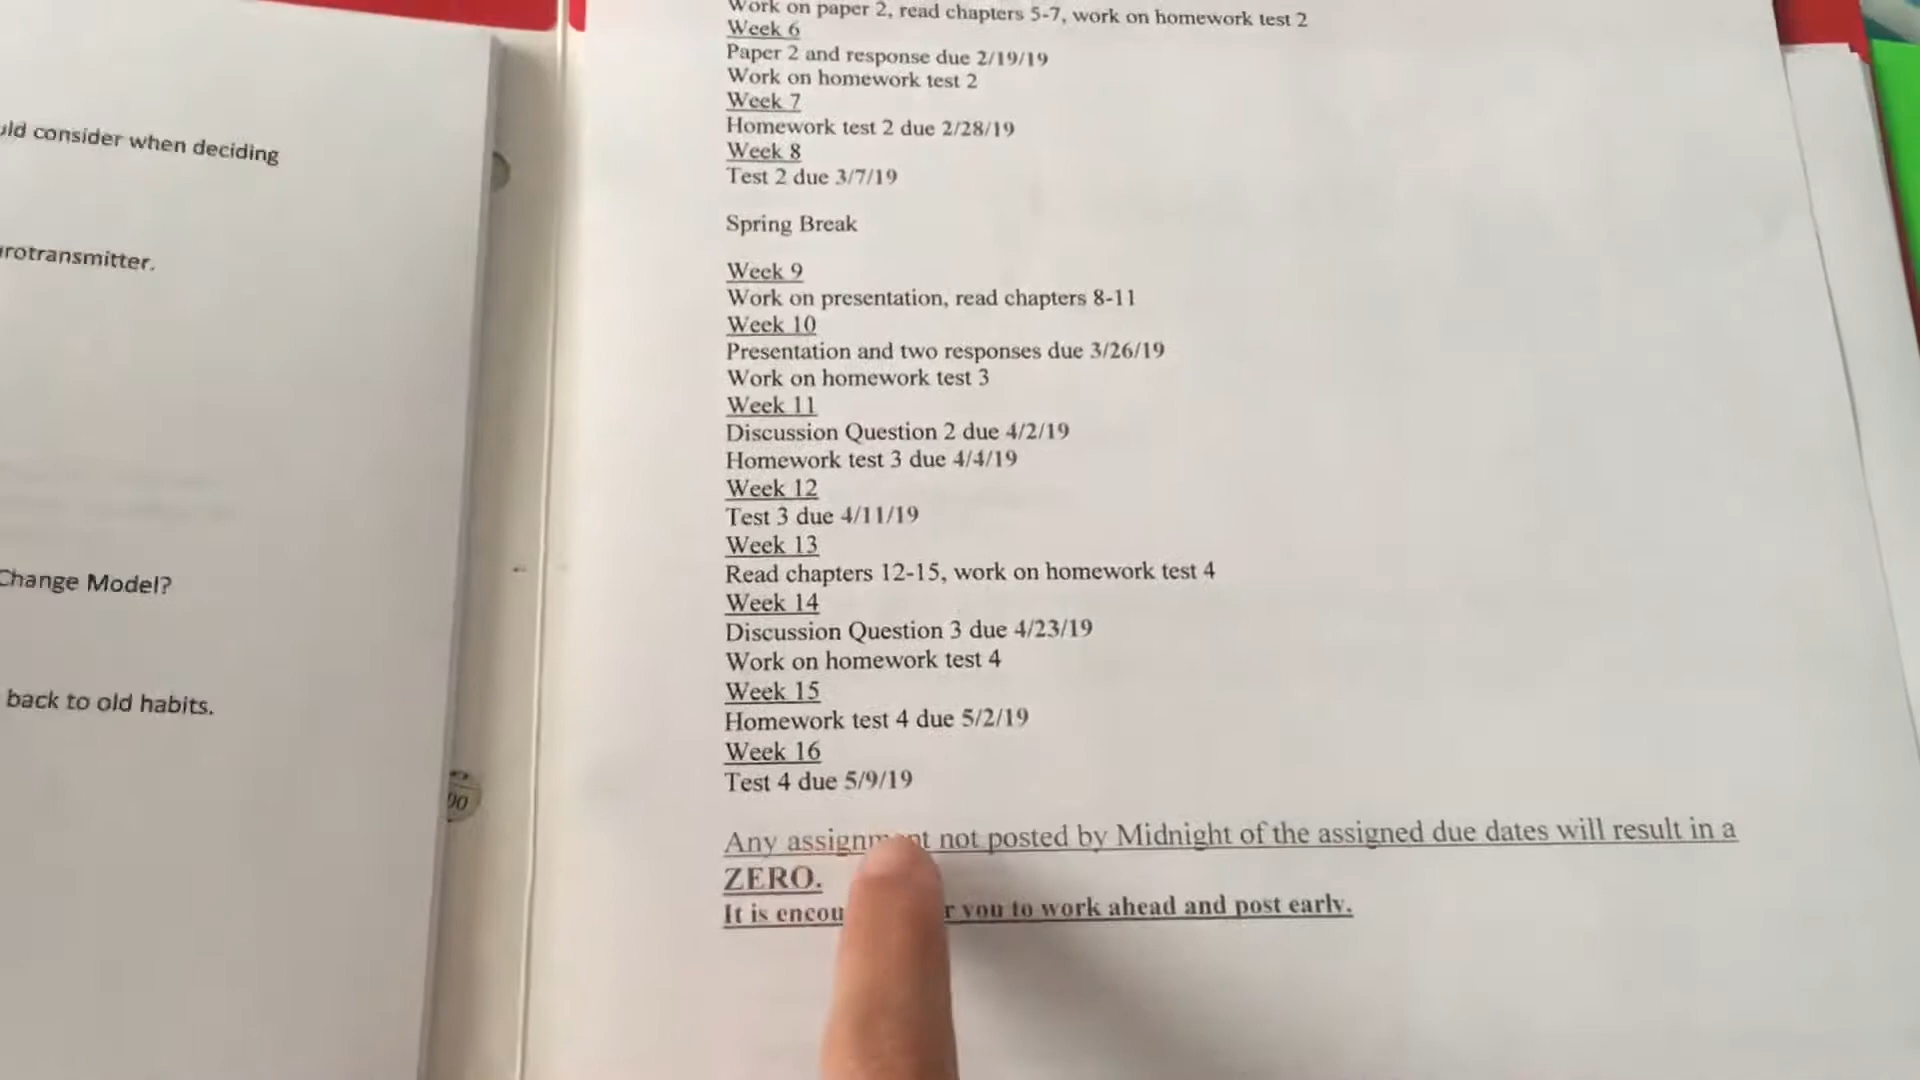 uld consider when deciding
rotransmitter.
Change Model?
back to old habits.
Work on paper 2, read chapters 5-7, work on homework test 2
Week 6
Paper 2 and response due 2/19/19
Work on homework test 2
Week 7
Homework test 2 due 2/28/19
Week 8
Test 2 due 3/7/19
Spring Break
Week 9
Work on presentation, read chapters 8-11
Week 10
Presentation and two responses due 3/26/19
Work on homework test 3
Week 11
Discussion Question 2 due 4/2/19
Homework test 3 due 4/4/19
Week 12
Test 3 due 4/11/19
Week 13
Read chapters 12-15, work on homework test 4
Week 14
Discussion Question 3 due 4/23/19
Work on homework test 4
Week 15
Homework test 4 due 5/2/19
Week 16
Test 4 due 5/9/19
Any assignment not posted by Midnight of the assigned due dates will result in a
ZERO.
It is encou r you to work ahead and post early.